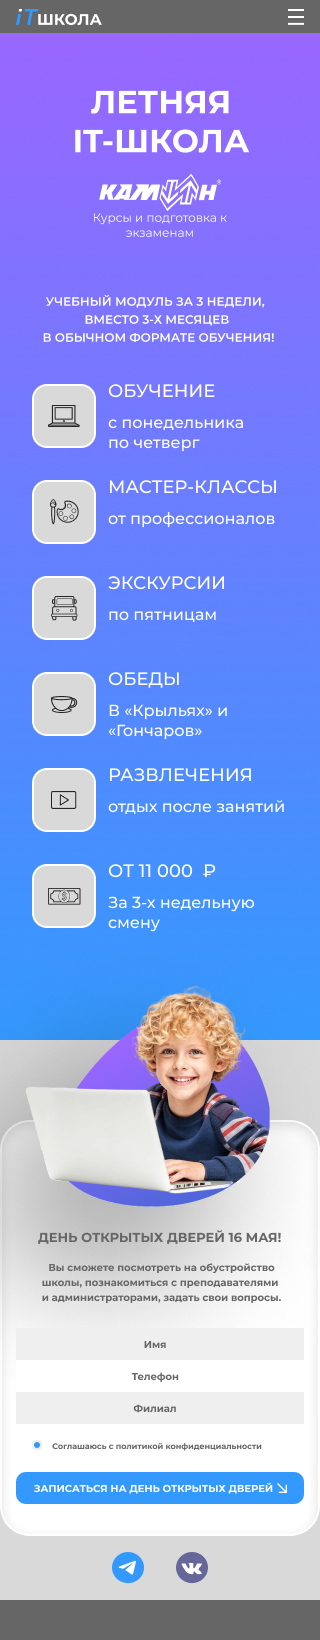 iTШКОЛА
ЛЕТНЯЯ
IT-ШКОЛА
КАМИН
Курсы и подготовка к
экзаменам
УЧЕБНЫЙ МОДУЛЬ ЗА 3 НЕДЕЛИ,
ВМЕСТО 3-Х МЕСЯЦЕВ
В ОБЫЧНОМ ФОРМАТЕ ОБУЧЕНИЯ!
ОБУЧЕНИЕ
с понедельника
по четверг
МАСТЕР-КЛАССЫ
от профессионалов
ЭКСКУРСИИ
по пятницам
ОБЕДЫ
В «Крыльях» и
«Гончаров»
РАЗВЛЕЧЕНИЯ
отдых после занятий
ОТ 11 000 ₽
За 3-х недельную
смену
ДЕНЬ ОТКРЫТЫХ ДВЕРЕЙ 16 МАЯ!
Вы сможете посмотреть на обустройство
школы, познакомиться с преподавателями
и администраторами, задать свои вопросы.
Имя
Телефон
Филиал
Соглашаюсь с политикой конфиденциальности
ЗАПИСАТЬСЯ НА ДЕНЬ ОТКРЫТЫХ ДВЕРЕЙ